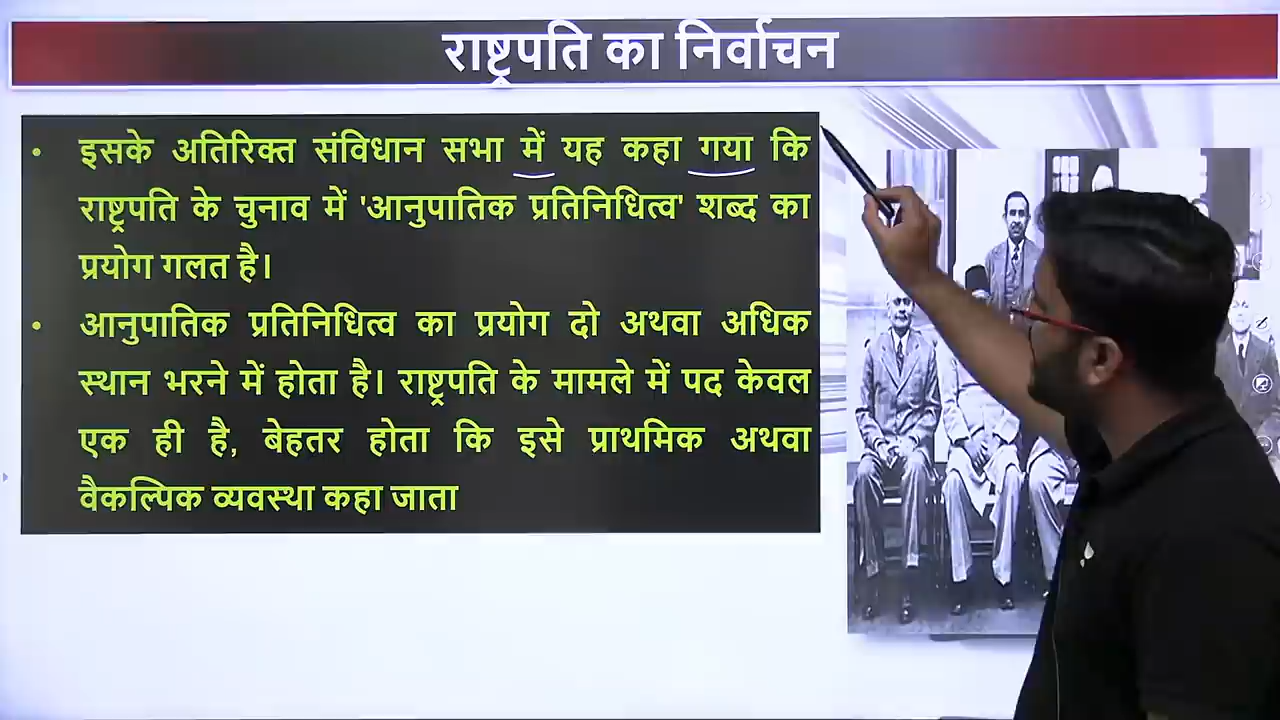 राष्ट्रपति का निर्वाचन
• इसके अतिरिक्त संविधान सभा में यह कहा गया कि
राष्ट्रपति के चुनाव में 'आनुपातिक प्रतिनिधित्व' शब्द का
प्रयोग गलत है।
• आनुपातिक प्रतिनिधित्व का प्रयोग दो अथवा अधिक
स्थान भरने में होता है। राष्ट्रपति के मामले में पद केवल
एक ही है, बेहतर होता कि इसे प्राथमिक अथवा
वैकल्पिक व्यवस्था कहा जाता